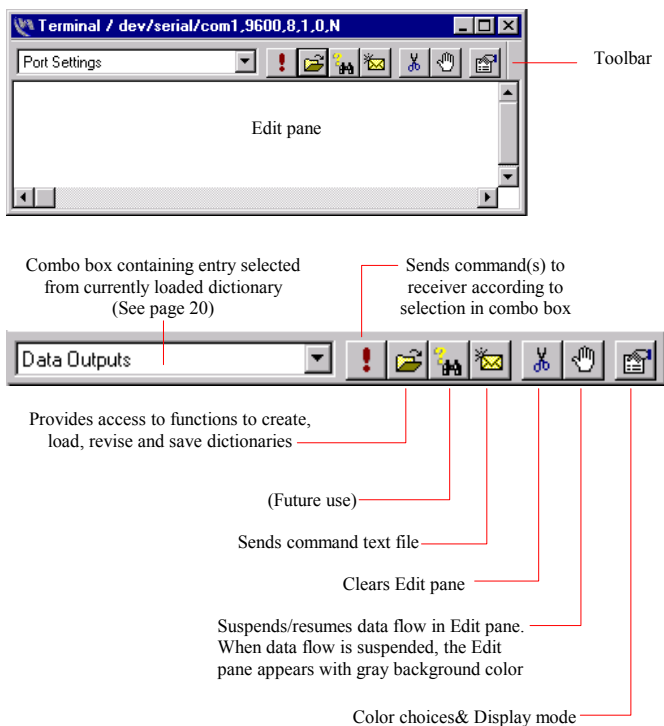 Terminal / dev/serial/com1,9600,8,1,0,N
Port Settings
Toolbar
Edit pane
Combo box containing entry selected
from currently loaded dictionary
(See page 20)
Sends command(s) to
receiver according to
selection in combo box
Data Outputs
Provides access to functions to create,
load, revise and save dictionaries
(Future use)
Sends command text file
Clears Edit pane
Suspends/resumes data flow in Edit pane.
When data flow is suspended, the Edit
pane appears with gray background color
Color choices& Display mode